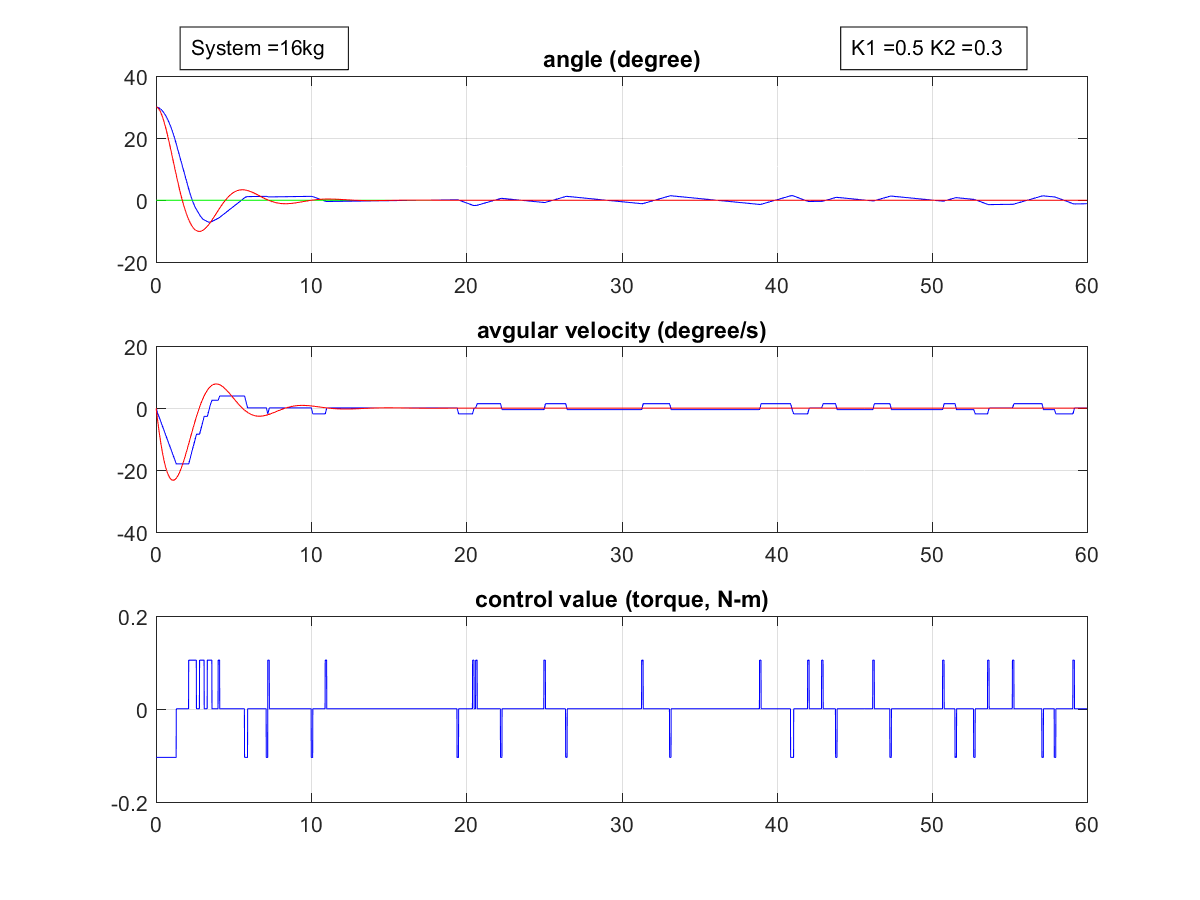 System =16kg
K1 =0.5 K2 =0.3
angle (degree)
40
20
0
-20
0 10 20 30 40 50 60
avgular velocity (degree/s)
20
0
-20
-40
0 10 20 30 40 50 60
control value (torque, N-m)
0.2
0
-0.2
0 10 20 30 40 50 60